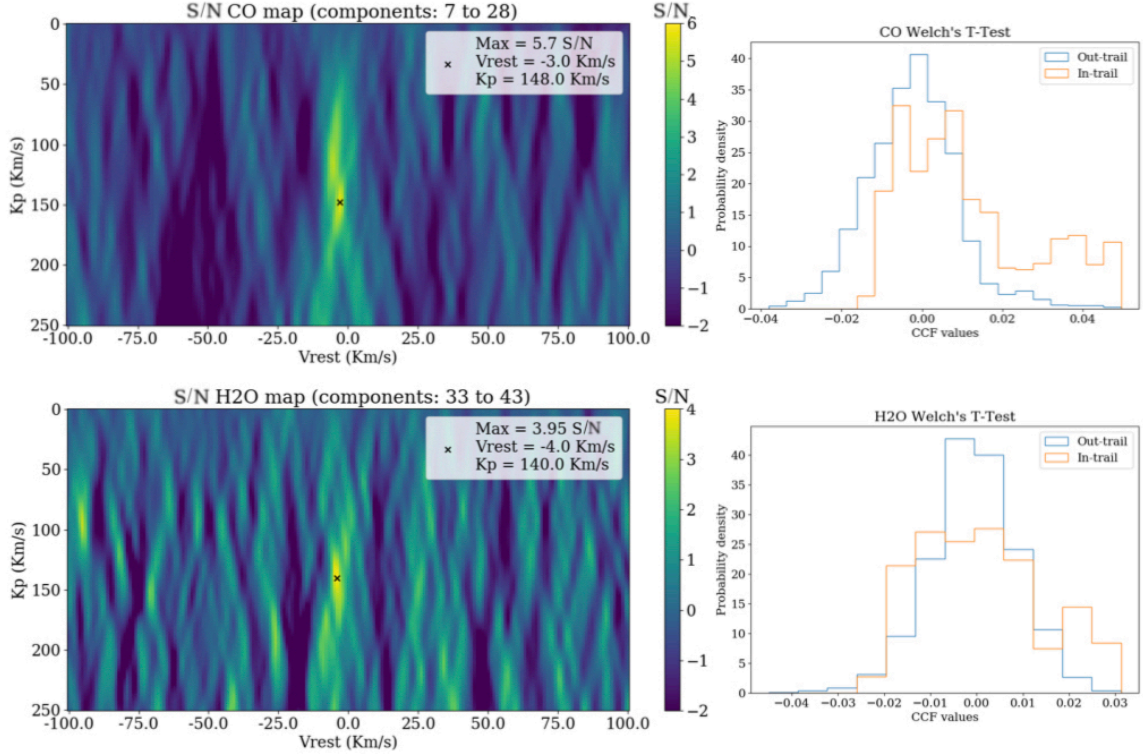 S/N CO map (components: 7 to 28)
S/N
0
50
100
150
200
250
Kp (Km/s)
Max = 5.7 S/N
Vrest = -3.0 Km/s
Kp = 148.0 Km/s
6
5
4
3
2
1
0
−1
−2
-100.0 -75.0 -50.0 -25.0 0.0 25.0 50.0 75.0 100.0
Vrest (Km/s)
CO Welch's T-Test
Out-trail
In-trail
40
35
30
25
20
15
10
5
0
Probability density
−0.04 −0.02 0.00 0.02 0.04
CCF values
S/N H2O map (components: 33 to 43)
S/N
0
50
100
150
200
250
Kp (Km/s)
Max = 3.95 S/N
Vrest = -4.0 Km/s
Kp = 140.0 Km/s
4
3
2
1
0
−1
−2
-100.0 -75.0 -50.0 -25.0 0.0 25.0 50.0 75.0 100.0
Vrest (Km/s)
H2O Welch's T-Test
Out-trail
In-trail
40
35
30
25
20
15
10
5
0
Probability density
−0.04 −0.03 −0.02 −0.01 0.00 0.01 0.02 0.03
CCF values